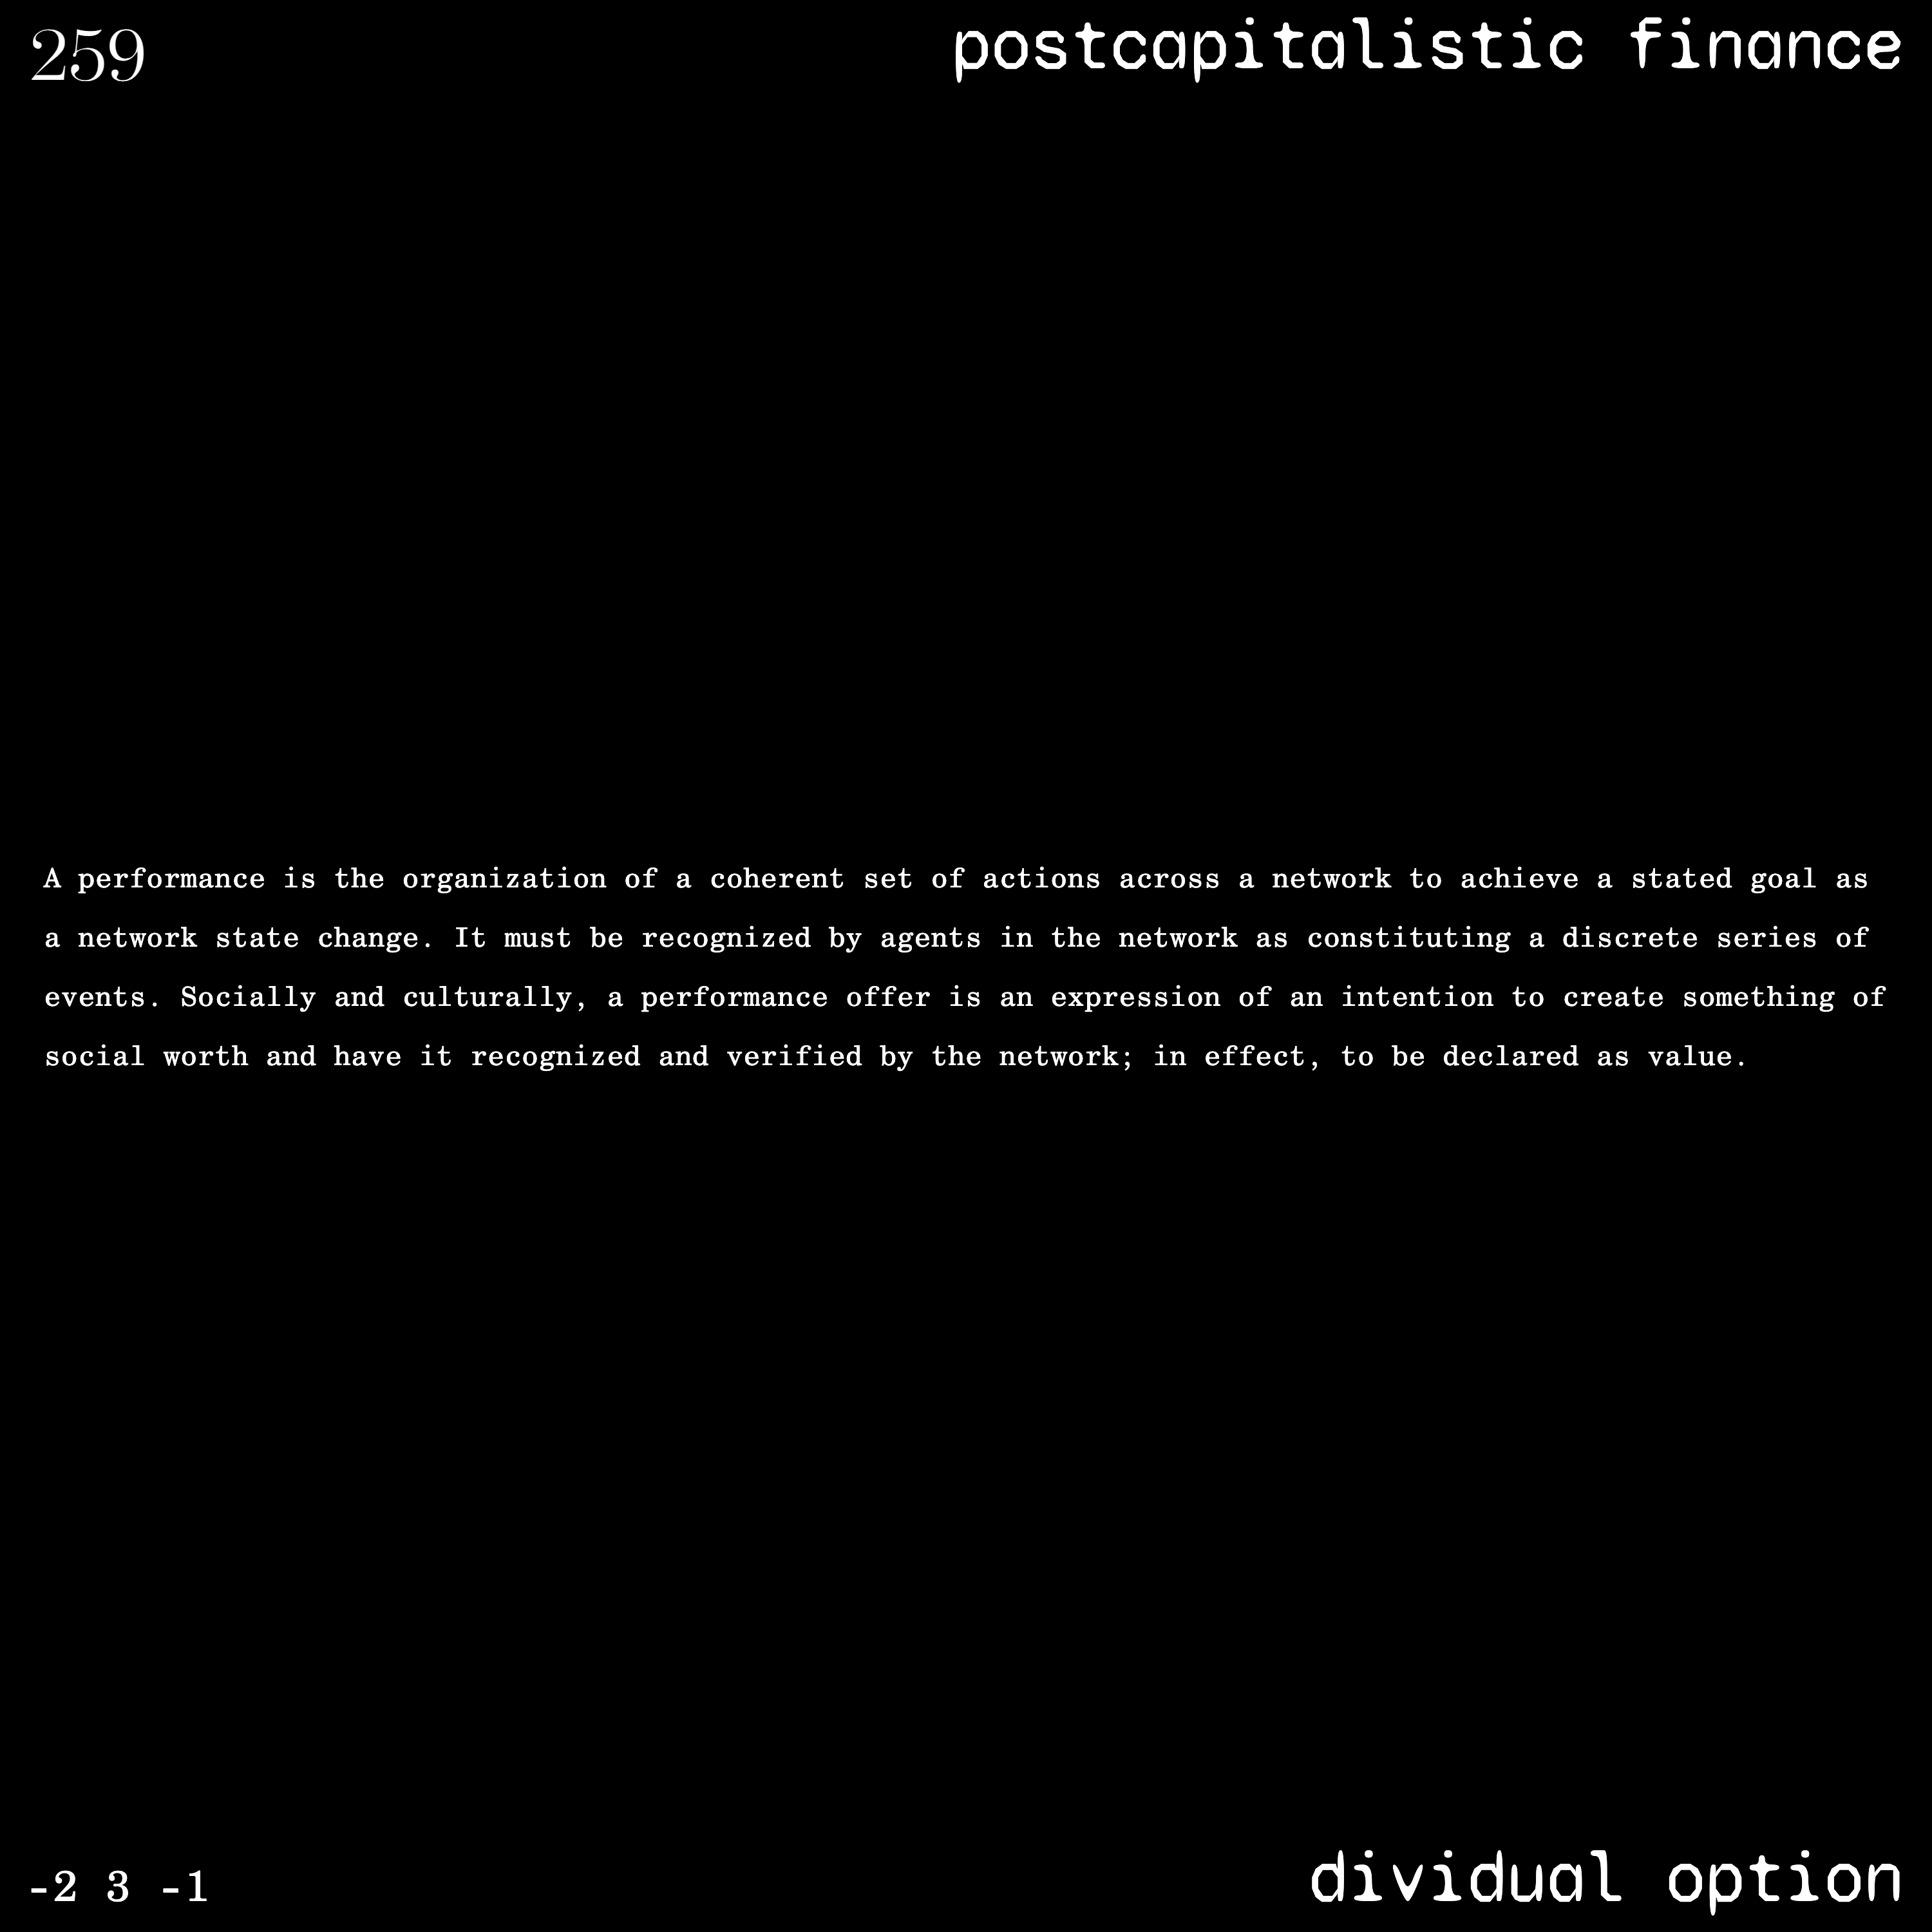 259
postcapitalistic finance
A performance is the organization of a coherent set of actions across a network to achieve a stated goal as
a network state change. It must be recognized by agents in the network as constituting a discrete series of
events. Socially and culturally, a performance offer is an expression of an intention to create something of
social worth and have it recognized and verified by the network; in effect, to be declared as value.
-2 3 -1
dividual option